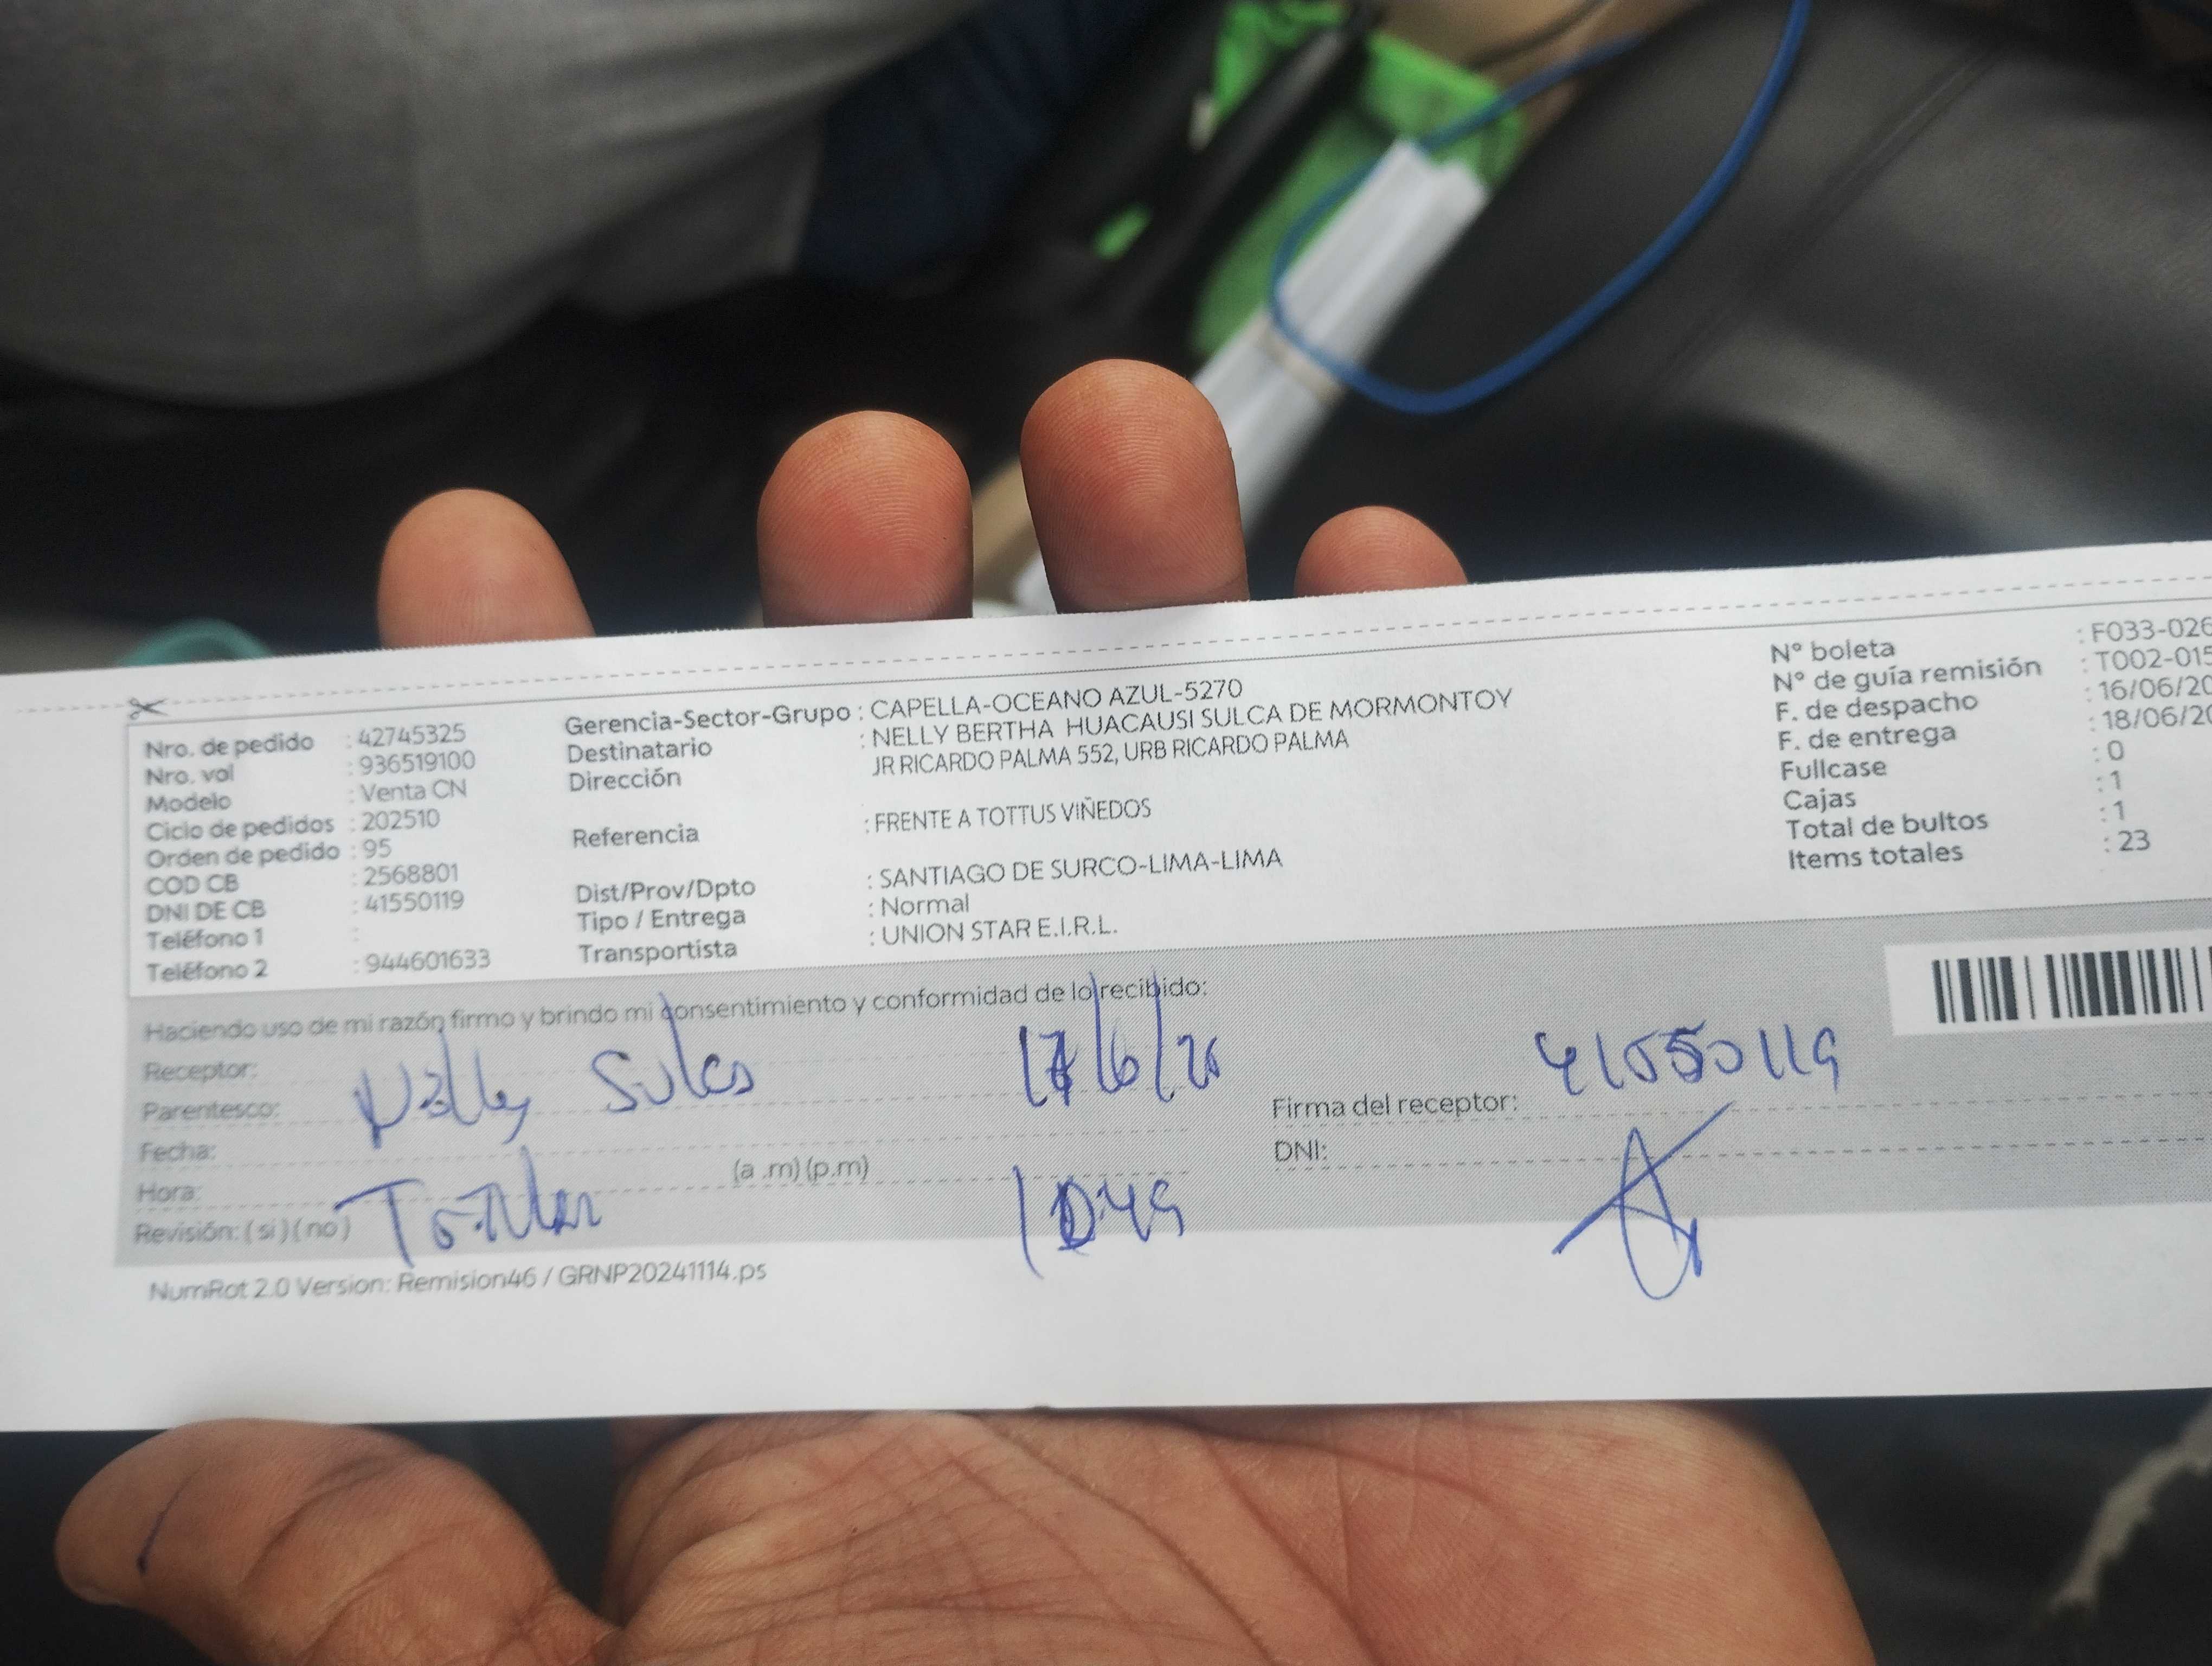 Nro. de pedido : 42745325
Nro. vol : 936519100
Modelo : Venta CN
Ciclo de pedidos : 202510
Orden de pedido : 95
COD CB : 2568801
DNI DE CB : 41550119
Teléfono 1 :
Teléfono 2 : 944601633
Gerencia-Sector-Grupo : CAPELLA-OCEANO AZUL-5270
Destinatario : NELLY BERTHA HUACAUSI SULCA DE MORMONTOY
Dirección JR RICARDO PALMA 552, URB RICARDO PALMA
Referencia : FRENTE A TOTTUS VIÑEDOS
Dist/Prov/Dpto : SANTIAGO DE SURCO-LIMA-LIMA
Tipo / Entrega : Normal
Transportista : UNION STAR E.I.R.L.
N° boleta : F033-026
N° de guía remisión : T002-015
F. de despacho : 16/06/20
F. de entrega : 18/06/20
Fullcase : 0
Cajas : 1
Total de bultos : 1
Items totales : 23
Haciendo uso de mi razón firmo y brindo mi consentimiento y conformidad de lo recibido:
Receptor:
Parentesco: Nelly Sulca 17/6/25
Fecha:
Hora: (a .m) (p.m)
Revisión: ( si ) ( no ) 10:49
Firma del receptor: 41550119
DNI:
NumRot 2.0 Version: Remision46 / GRNP20241114.ps